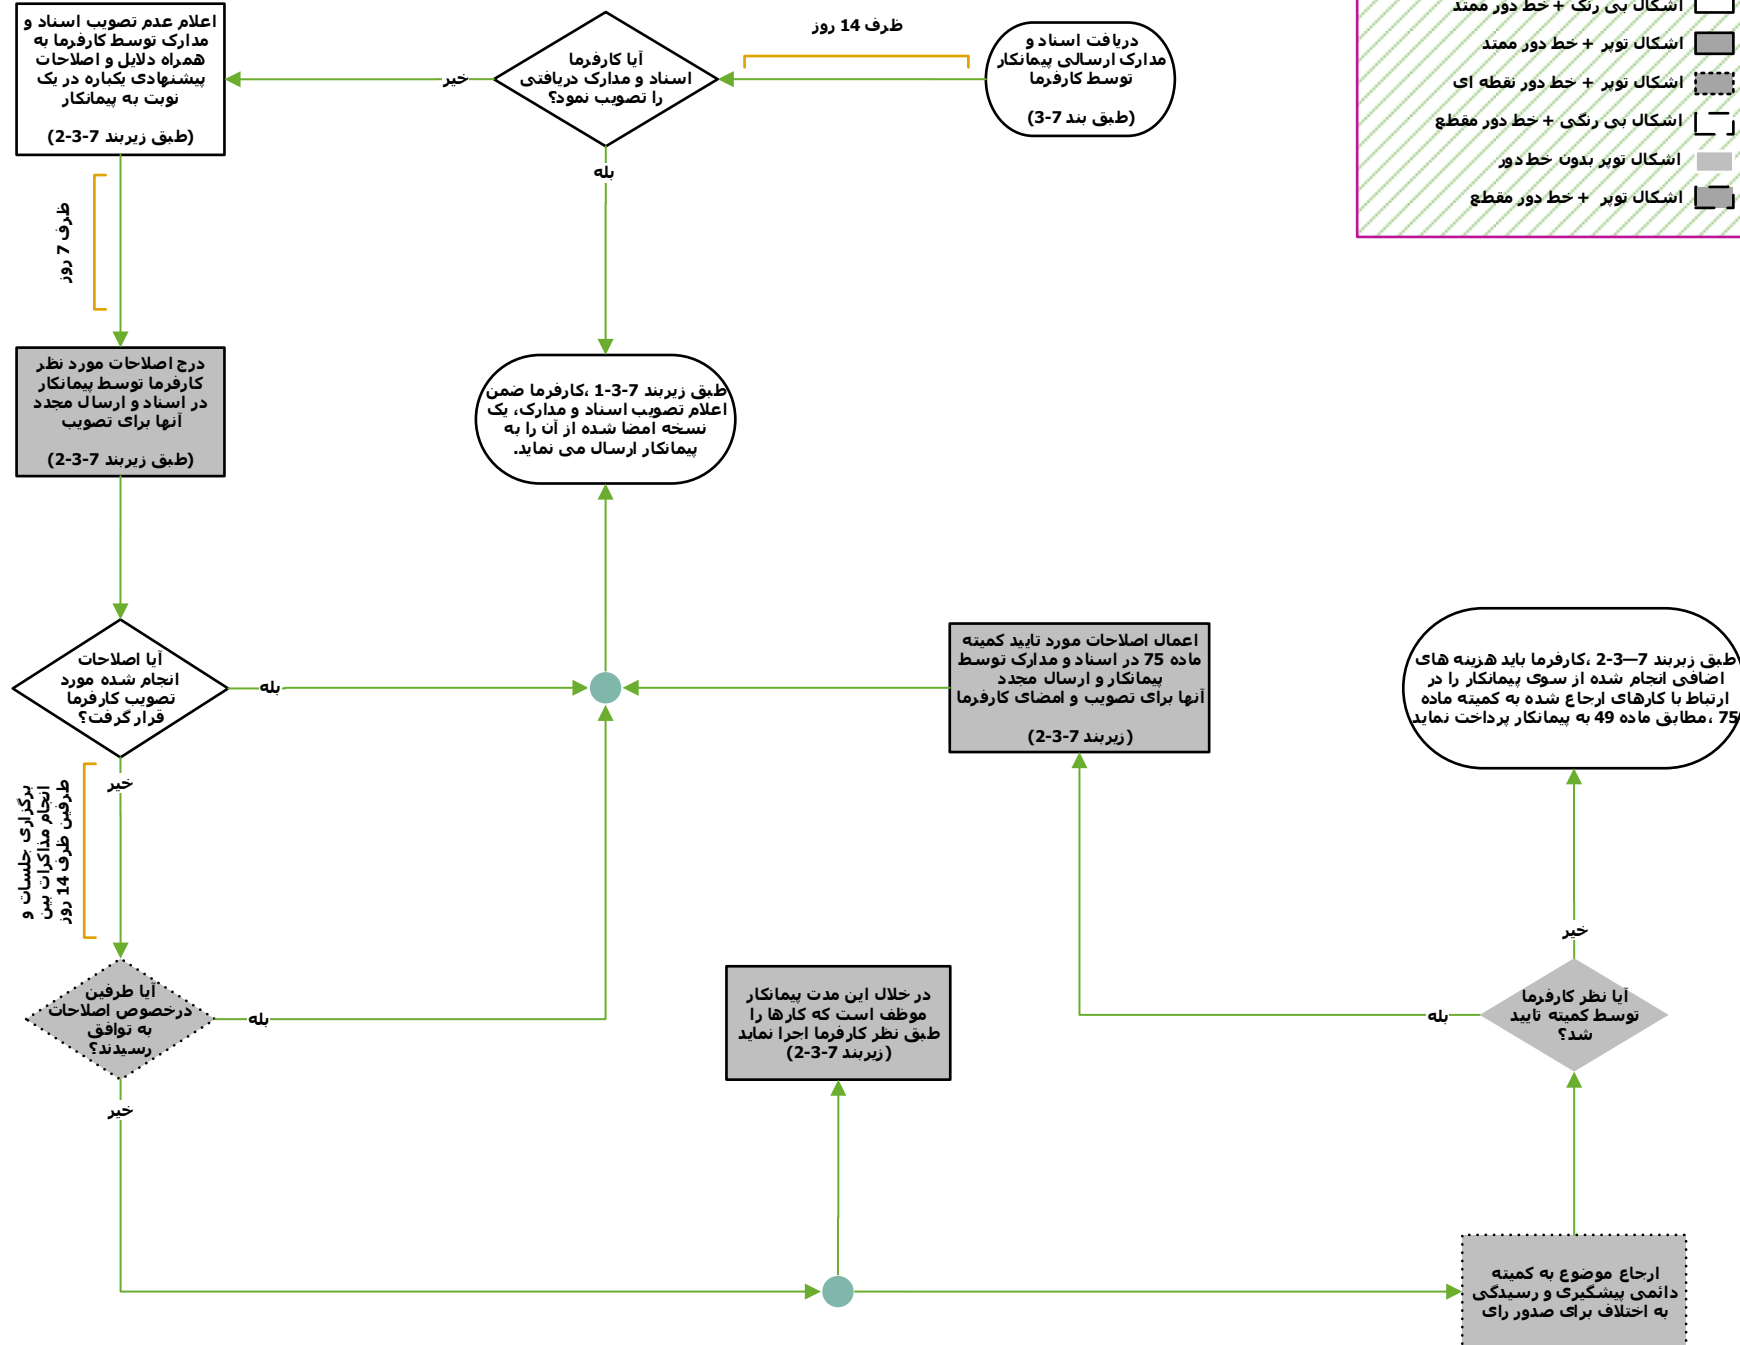 اشکال بی رنگ + خط دور ممتد
اشکال توپر + خط دور ممتد
اشکال توپر + خط دور نقطه ای
اشکال بی رنگی + خط دور مقطع
اشکال توپر بدون خط دور
اشکال توپر + خط دور مقطع
دریافت اسناد و
مدارک ارسالی پیمانکار
توسط کارفرما
(طبق بند 7-3)
ظرف 14 روز
آیا کارفرما
اسناد و مدارک دریافتی
را تصویب نمود؟
خیر
بله
اعلام عدم تصویب اسناد و
مدارک توسط کارفرما به
همراه دلایل و اصلاحات
پیشنهادی یکباره در یک
نوبت به پیمانکار
(طبق زیربند 7-3-2)
ظرف 7 روز
درج اصلاحات مورد نظر
کارفرما توسط پیمانکار
در اسناد و ارسال مجدد
آنها برای تصویب
(طبق زیربند 7-3-2)
طبق زیربند 7-3-1 ،کارفرما ضمن
اعلام تصویب اسناد و مدارک، یک
نسخه امضا شده از آن را به
پیمانکار ارسال می نماید.
آیا اصلاحات
انجام شده مورد
تصویب کارفرما
قرار گرفت؟
بله
خیر
برگزاری جلسات و
انجام مذاکرات بین
طرفین ظرف 14 روز
آیا طرفین
درخصوص اصلاحات
به توافق
رسیدند؟
بله
خیر
اعمال اصلاحات مورد تایید کمیته
ماده 75 در اسناد و مدارک توسط
پیمانکار و ارسال مجدد
آنها برای تصویب و امضای کارفرما
(زیربند 7-3-2)
طبق زیربند 7—3-2 ،کارفرما باید هزینه های
اضافی انجام شده از سوی پیمانکار را در
ارتباط با کارهای ارجاع شده به کمیته ماده
75 ،مطابق ماده 49 به پیمانکار پرداخت نماید
خیر
آیا نظر کارفرما
توسط کمیته تایید
شد؟
بله
در خلال این مدت پیمانکار
موظف است که کارها را
طبق نظر کارفرما اجرا نماید
(زیربند 7-3-2)
ارجاع موضوع به کمیته
دائمی پیشگیری و رسیدگی
به اختلاف برای صدور رای